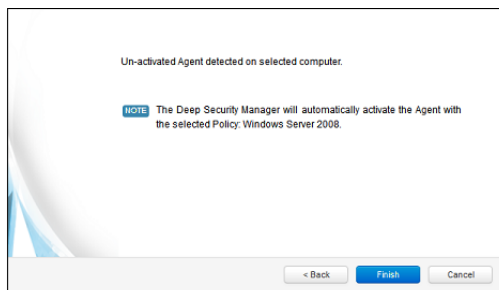 Un-activated Agent detected on selected computer.
NOTE The Deep Security Manager will automatically activate the Agent with
the selected Policy: Windows Server 2008.
< Back Finish Cancel